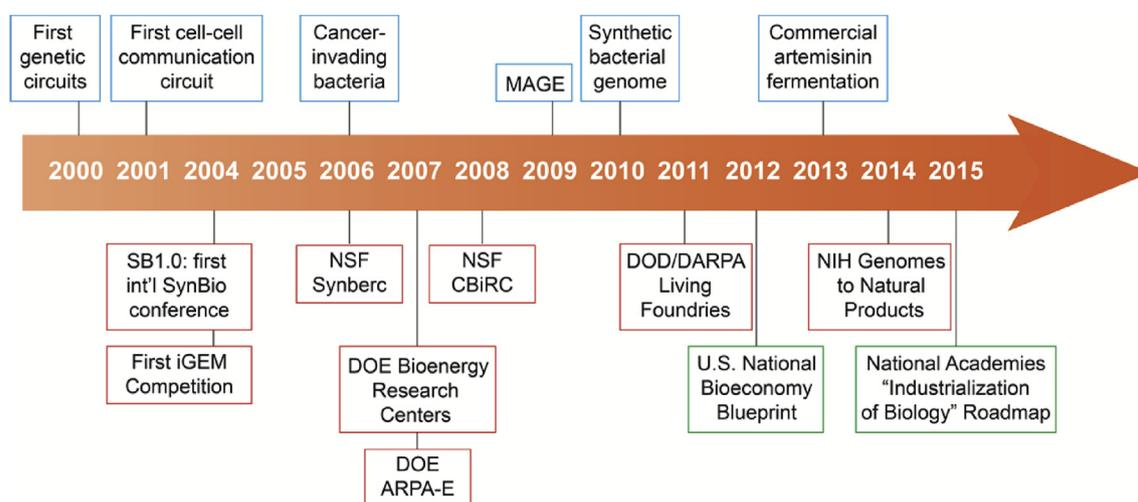 First
genetic
circuits
First cell-cell
communication
circuit
Cancer-
invading
bacteria
MAGE
Synthetic
bacterial
genome
Commercial
artemisinin
fermentation
2000 2001 2004 2005 2006 2007 2008 2009 2010 2011 2012 2013 2014 2015
SB1.0: first
int'l SynBio
conference
First iGEM
Competition
NSF
Synberc
DOE Bioenergy
Research
Centers
DOE
ARPA-E
NSF
CBiRC
DOD/DARPA
Living
Foundries
U.S. National
Bioeconomy
Blueprint
NIH Genomes
to Natural
Products
National Academies
“Industrialization
of Biology” Roadmap